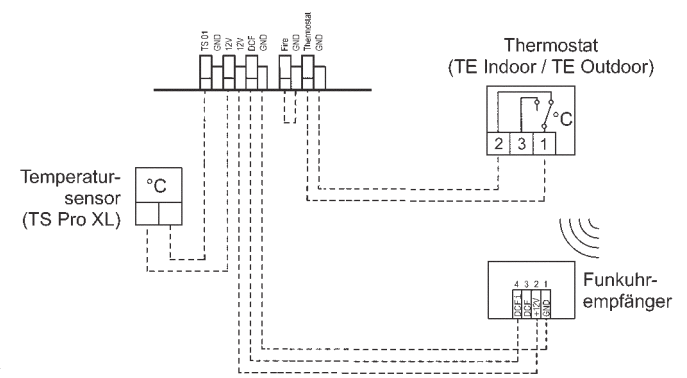 TS 01
GND
12V
12V
DCF
GND
Fire
GND
Thermostat
GND
Thermostat
(TE Indoor / TE Outdoor)
°C
2 3 1
Temperatur-
sensor
(TS Pro XL)
°C
4 3 2 1
DCF i
DCF
+12V
GND
Funkuhr-
empfänger